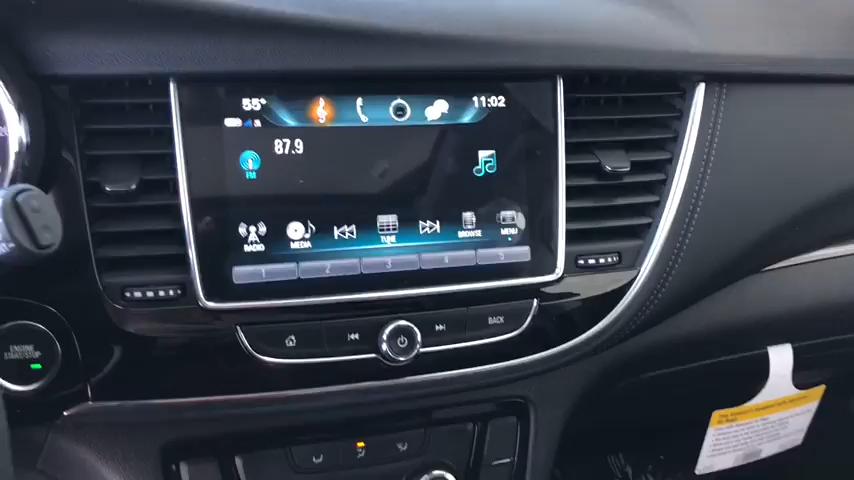 55°
11:02
87.9
FM
RADIO
MEDIA
TUNE
BROWSE
MENU
1 2 3 4 5
BACK
ENGINE
START/STOP